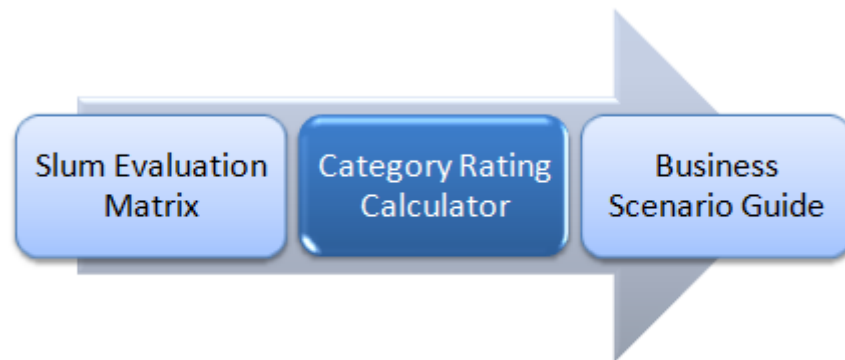 Slum Evaluation
Matrix
Category Rating
Calculator
Business
Scenario Guide